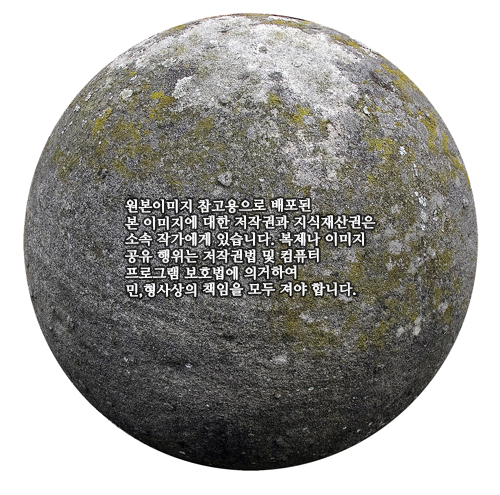 원본이미지 참고용으로 배포된
본 이미지에 대한 저작권과 지식재산권은
소속 작가에게 있습니다. 복제나 이미지
공유 행위는 저작권법 및 컴퓨터
프로그램 보호법에 의거하여
민,형사상의 책임을 모두 져야 합니다.